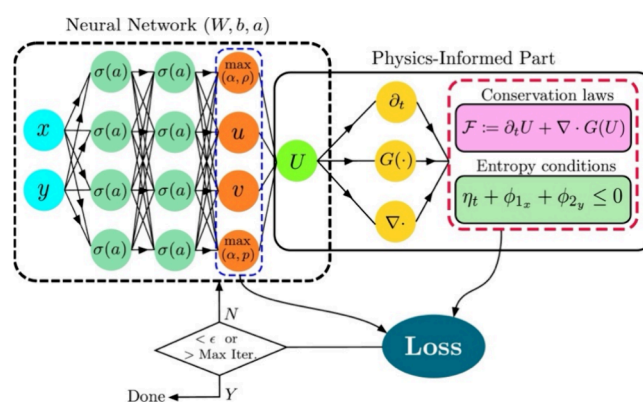 Neural Network (W, b, a)
Physics-Informed Part
x
y
σ(a)
σ(a)
σ(a)
σ(a)
σ(a)
σ(a)
σ(a)
σ(a)
max
(α, ρ)
u
v
max
(α, p)
U
∂ₜ
G(·)
∇·
Conservation laws
ℱ := ∂ₜU + ∇ · G(U)
Entropy conditions
ηₜ + ϕ₁ₓ + ϕ₂ᵧ ≤ 0
N
< ϵ or
> Max Iter.
Loss
Done
Y